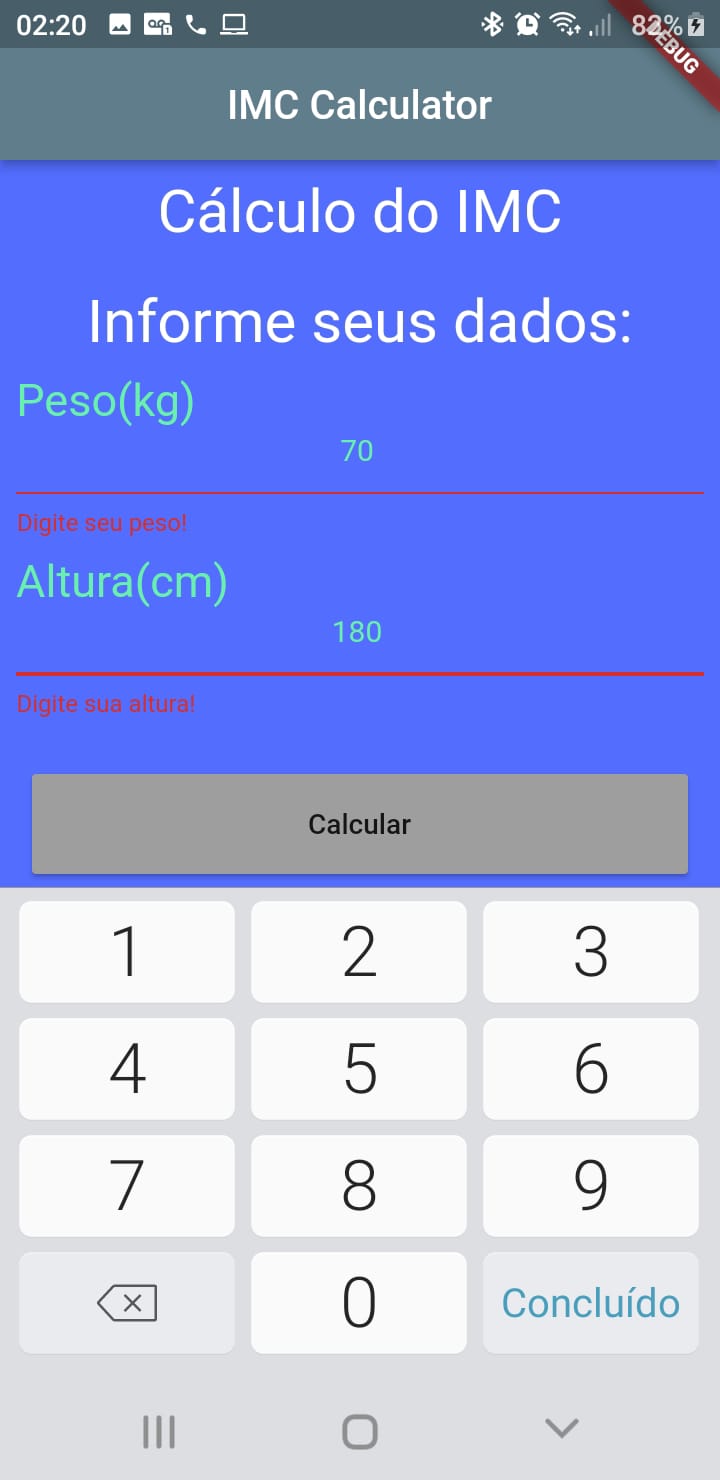 02:20 82%
DEBUG
IMC Calculator
Cálculo do IMC
Informe seus dados:
Peso(kg)
70
Digite seu peso!
Altura(cm)
180
Digite sua altura!
Calcular
1 2 3
4 5 6
7 8 9
0 Concluído